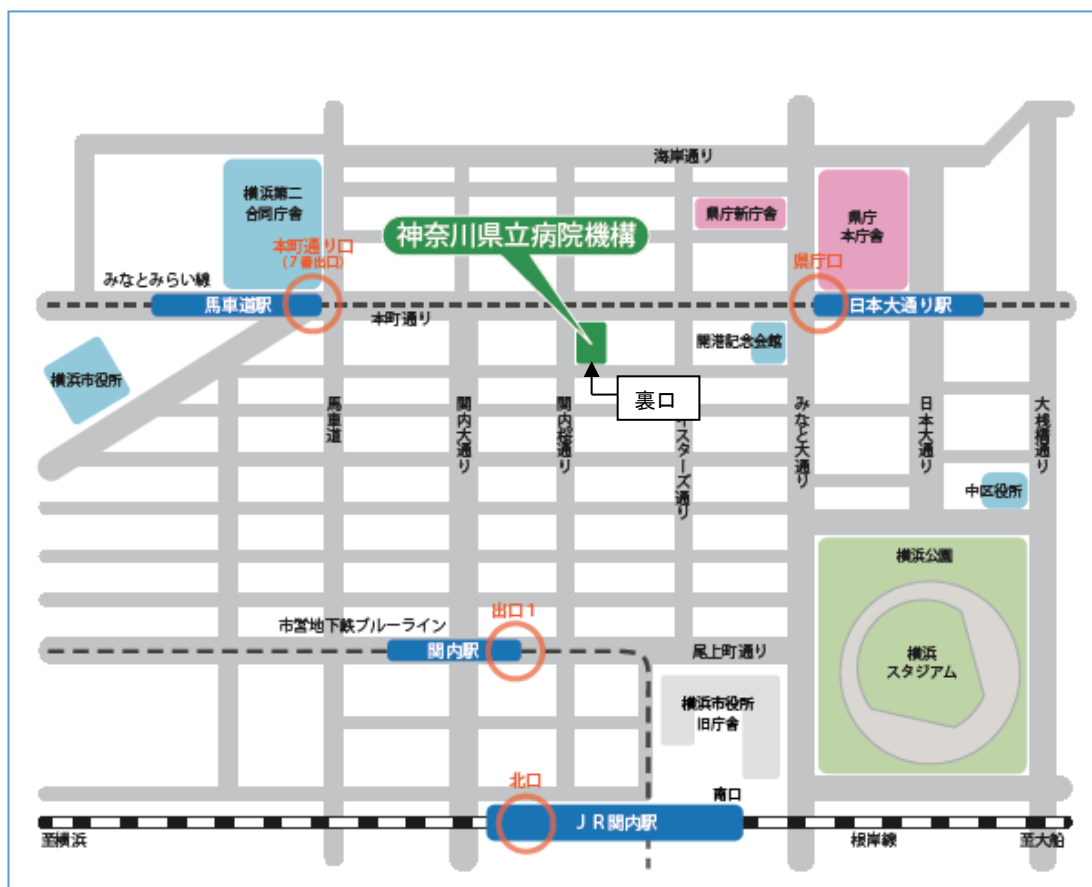 海岸通り
横浜第二
合同庁舎
県庁新庁舎
県庁
本庁舎
神奈川県立病院機構
本町通り口
(7番出口)
県庁口
みなとみらい線
馬車道駅
日本大通り駅
本町通り
開港記念会館
横浜市役所
裏口
馬車道
関内大通り
関内桜通り
イスターズ通り
みなと大通り
日本大通り
大桟橋通り
中区役所
横浜公園
出口1
市営地下鉄ブルーライン
関内駅
尾上町通り
横浜
スタジアム
横浜市役所
旧庁舎
北口
南口
JR関内駅
至横浜
根岸線
至大船